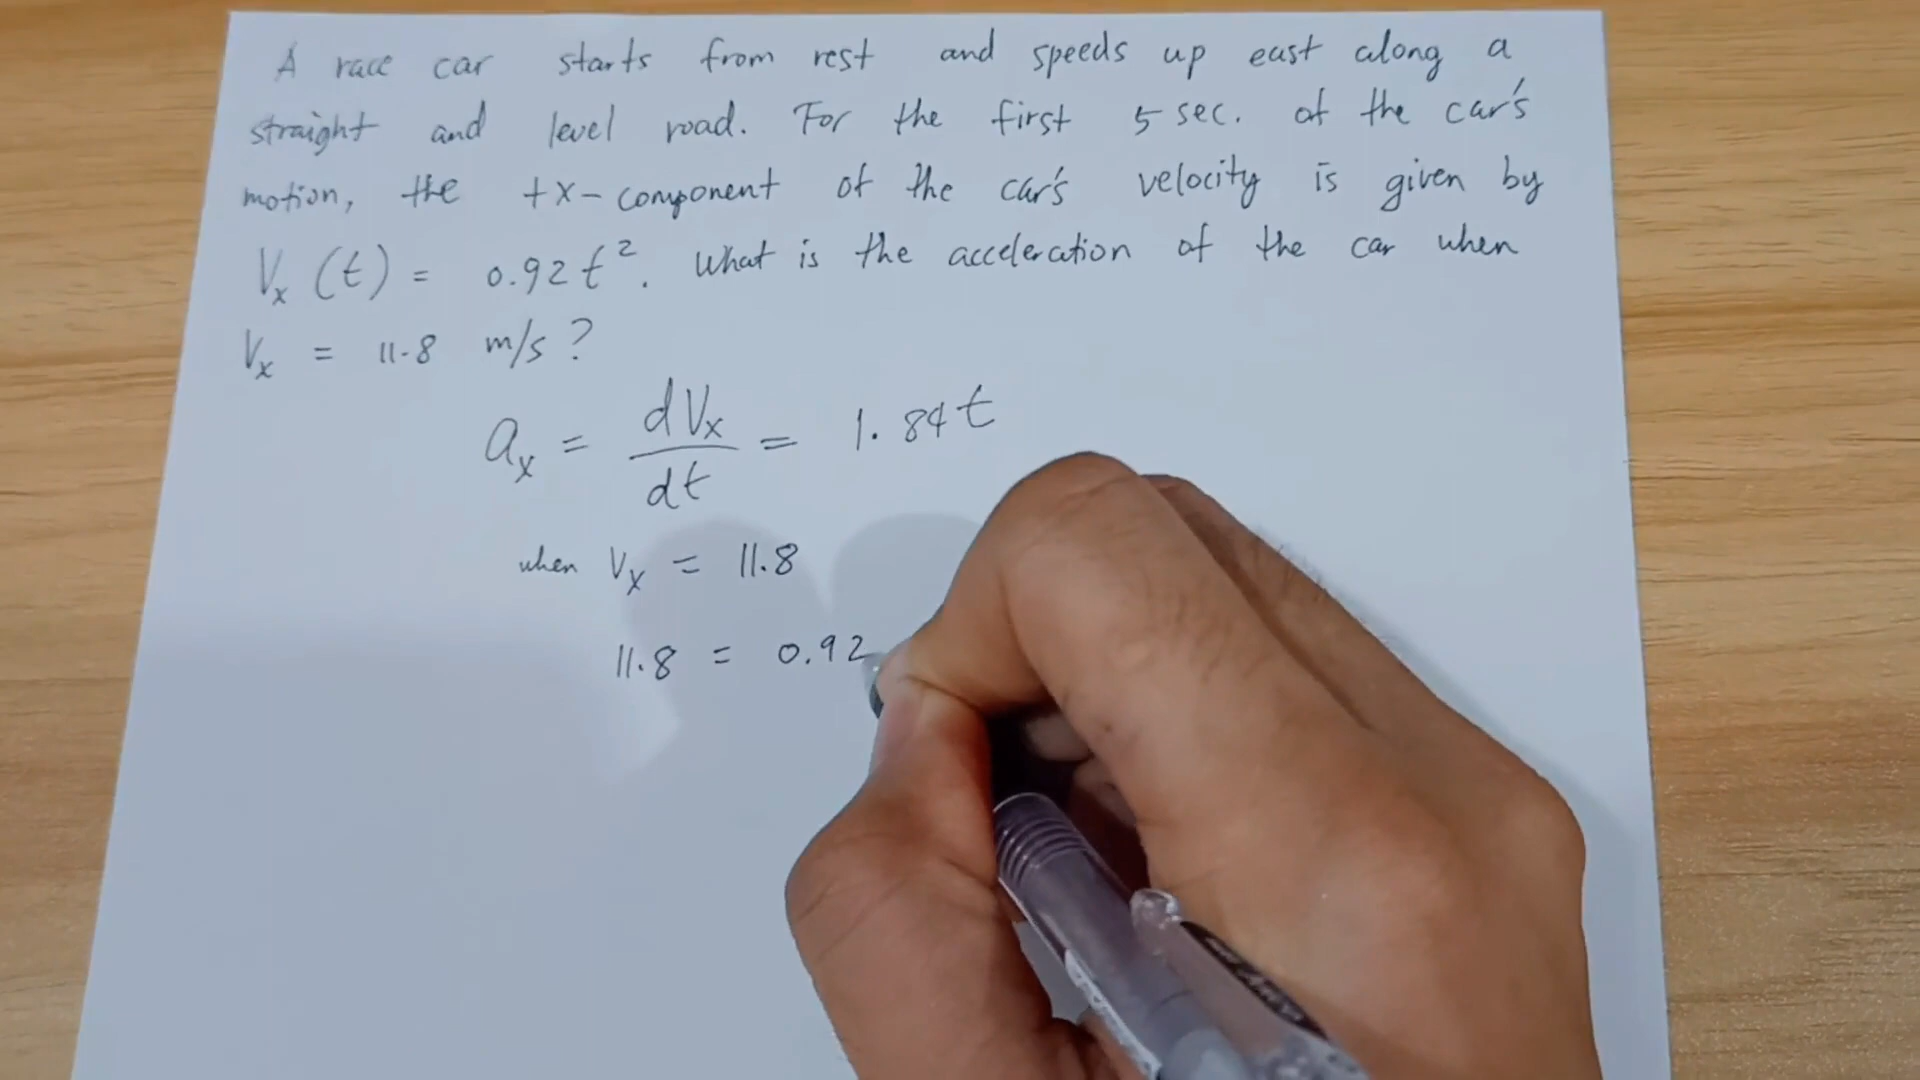 A race car starts from rest and speeds up east along a
straight and level road. For the first 5 sec. of the car's
motion, the +x-component of the car's velocity is given by
Vx (t) = 0.92t². What is the acceleration of the car when
Vx = 11.8 m/s?
ax = dVx/dt = 1.84t
when Vx = 11.8
11.8 = 0.92